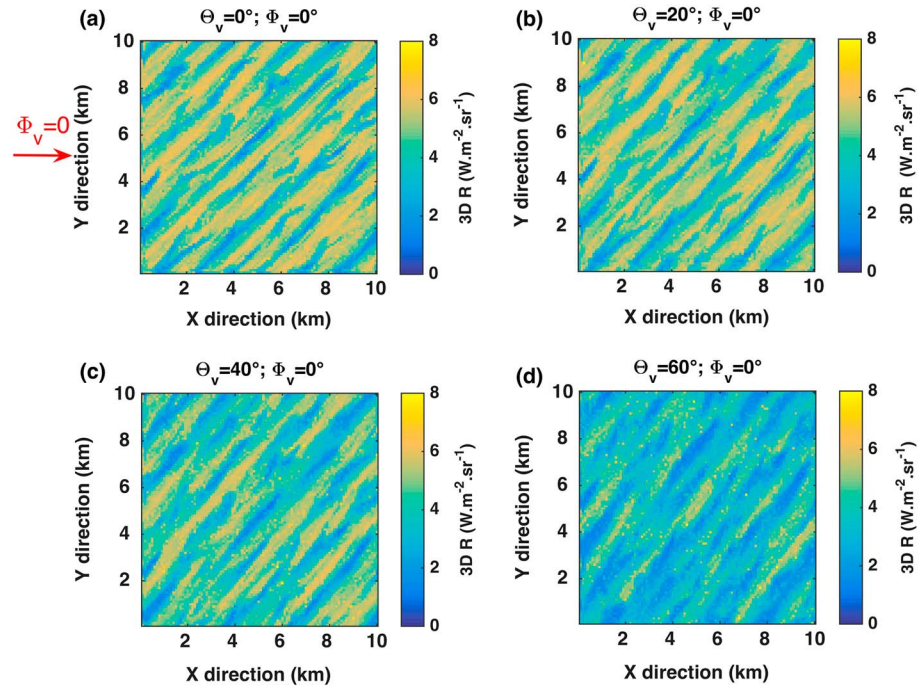 (a)
Θv=0°; Φv=0°
10
8
6
4
2
2 4 6 8 10
X direction (km)
Y direction (km)
Φv=0
8
6
4
2
0
3D R (W.m-2.sr-1)
(b)
Θv=20°; Φv=0°
10
8
6
4
2
2 4 6 8 10
X direction (km)
Y direction (km)
8
6
4
2
0
3D R (W.m-2.sr-1)
(c)
Θv=40°; Φv=0°
10
8
6
4
2
2 4 6 8 10
X direction (km)
Y direction (km)
8
6
4
2
0
3D R (W.m-2.sr-1)
(d)
Θv=60°; Φv=0°
10
8
6
4
2
2 4 6 8 10
X direction (km)
Y direction (km)
8
6
4
2
0
3D R (W.m-2.sr-1)